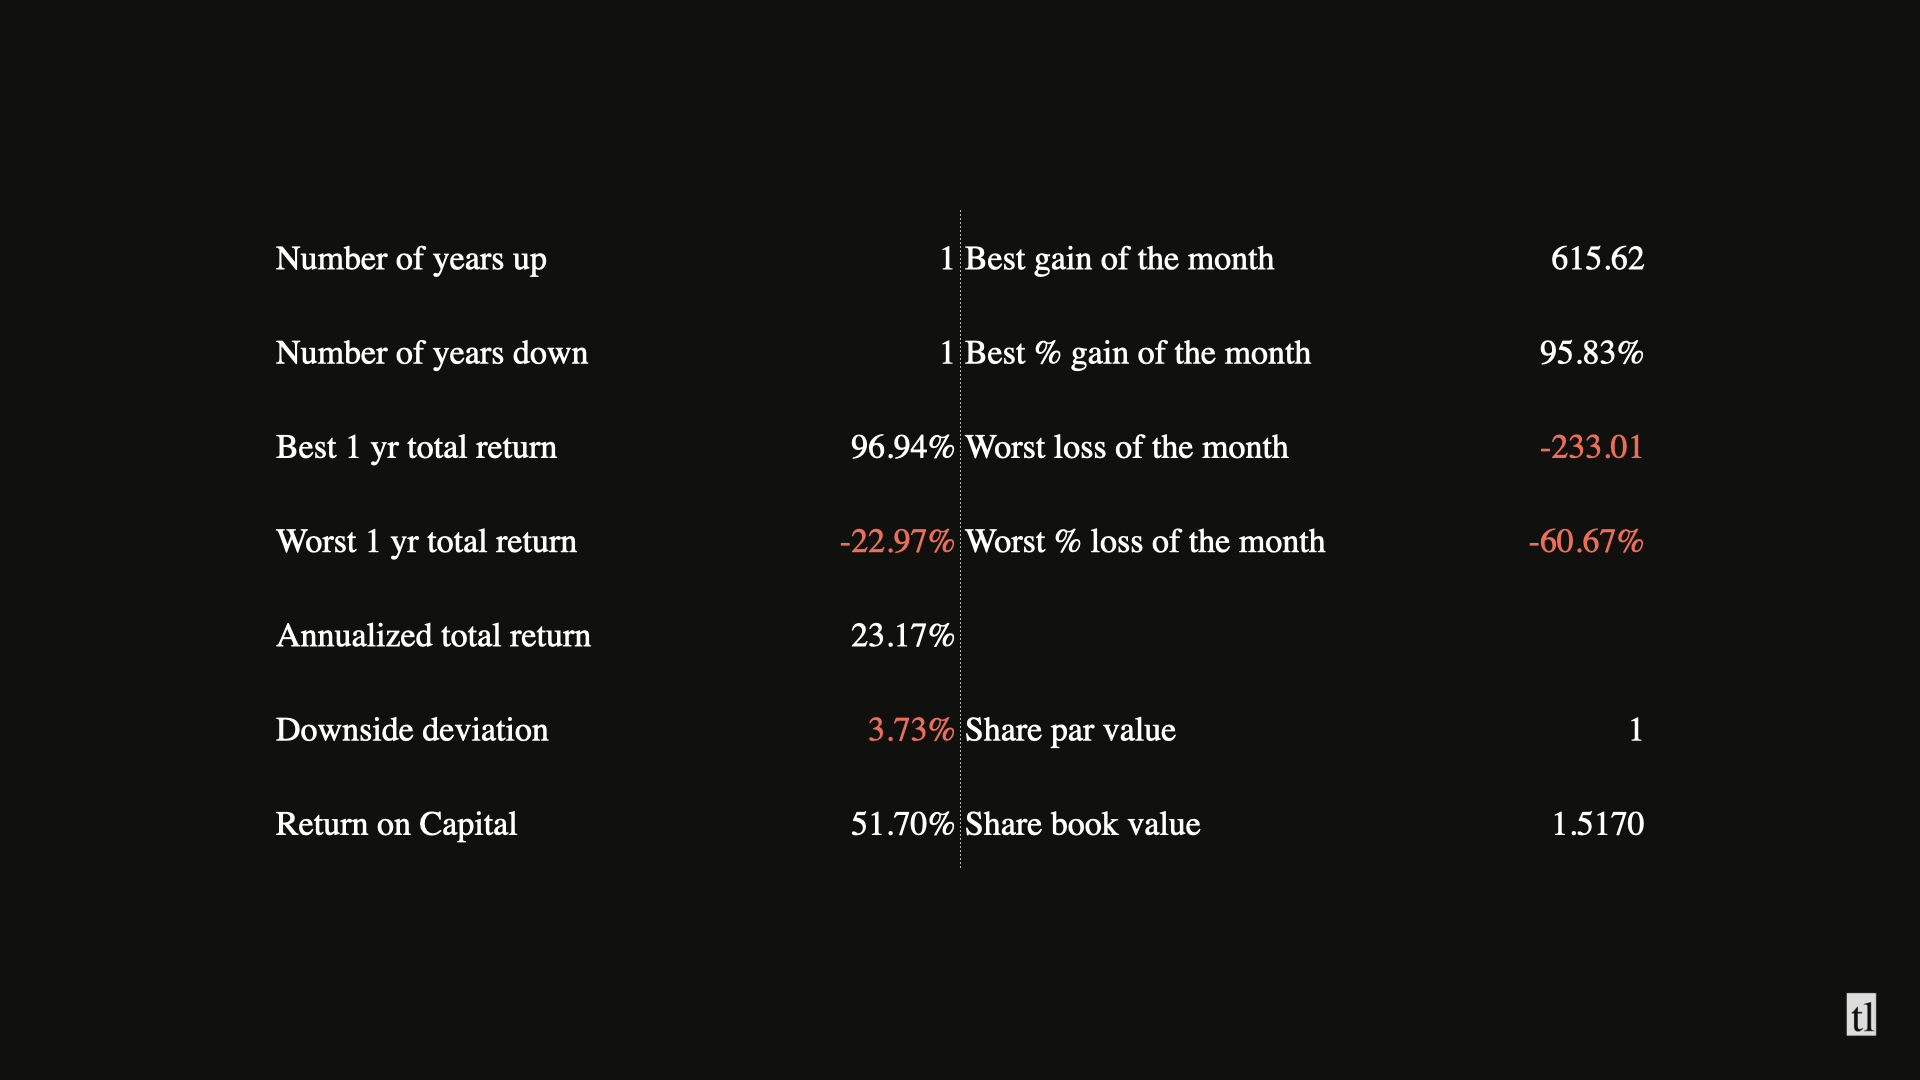 Number of years up 1 Best gain of the month 615.62
Number of years down 1 Best % gain of the month 95.83%
Best 1 yr total return 96.94% Worst loss of the month -233.01
Worst 1 yr total return -22.97% Worst % loss of the month -60.67%
Annualized total return 23.17%
Downside deviation 3.73% Share par value 1
Return on Capital 51.70% Share book value 1.5170
tl